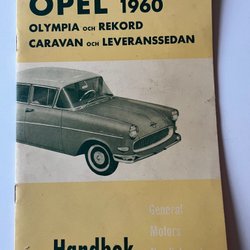 OPEL 1960
OLYMPIA OCH REKORD
CARAVAN OCH LEVERANSSEDAN
General
Motors
Handbok